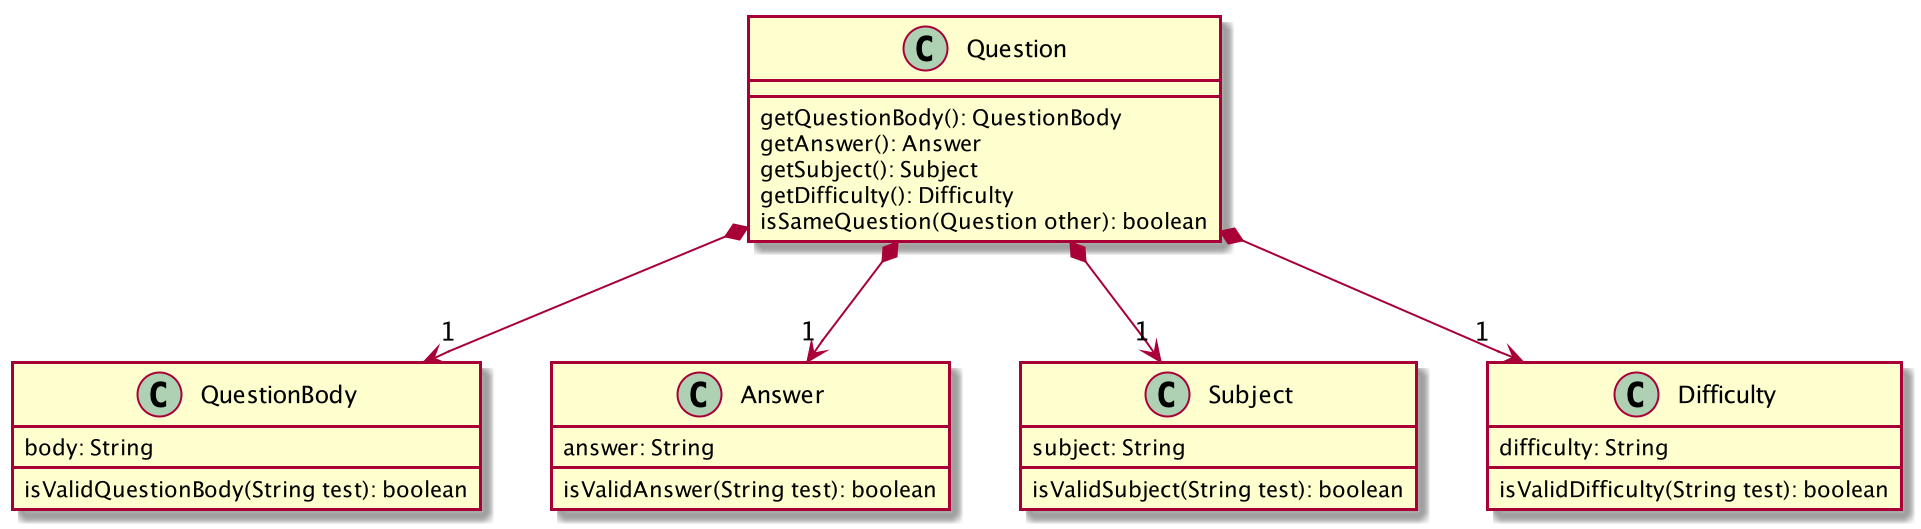 C Question
getQuestionBody(): QuestionBody
getAnswer(): Answer
getSubject(): Subject
getDifficulty(): Difficulty
isSameQuestion(Question other): boolean
1
1
1
1
C QuestionBody
body: String
isValidQuestionBody(String test): boolean
C Answer
answer: String
isValidAnswer(String test): boolean
C Subject
subject: String
isValidSubject(String test): boolean
C Difficulty
difficulty: String
isValidDifficulty(String test): boolean